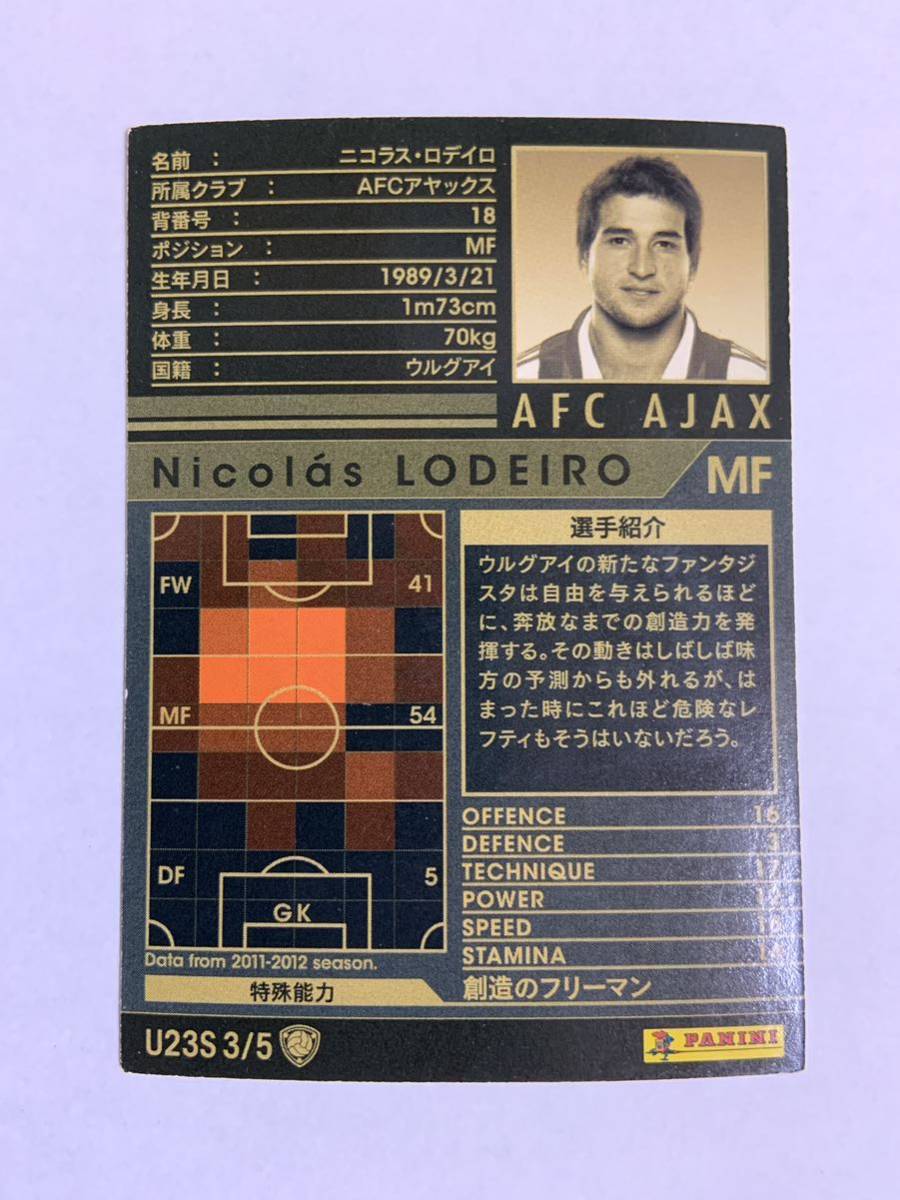 名前 : ニコラス・ロデイロ
所属クラブ : AFCアヤックス
背番号 : 18
ポジション : MF
生年月日 : 1989/3/21
身長 : 1m73cm
体重 : 70kg
国籍 : ウルグアイ
AFC AJAX
Nicolás LODEIRO MF
FW 41
MF 54
DF 5
GK
Data from 2011-2012 season.
選手紹介
ウルグアイの新たなファンタジ
スタは自由を与えられるほど
に、奔放なまでの創造力を発
揮する。その動きはしばしば味
方の予測からも外れるが、は
まった時にこれほど危険なレ
フティもそうはいないだろう。
OFFENCE 16
DEFENCE 3
TECHNIQUE 17
POWER
SPEED 16
STAMINA
特殊能力 創造のフリーマン
U23S 3/5
PANINI